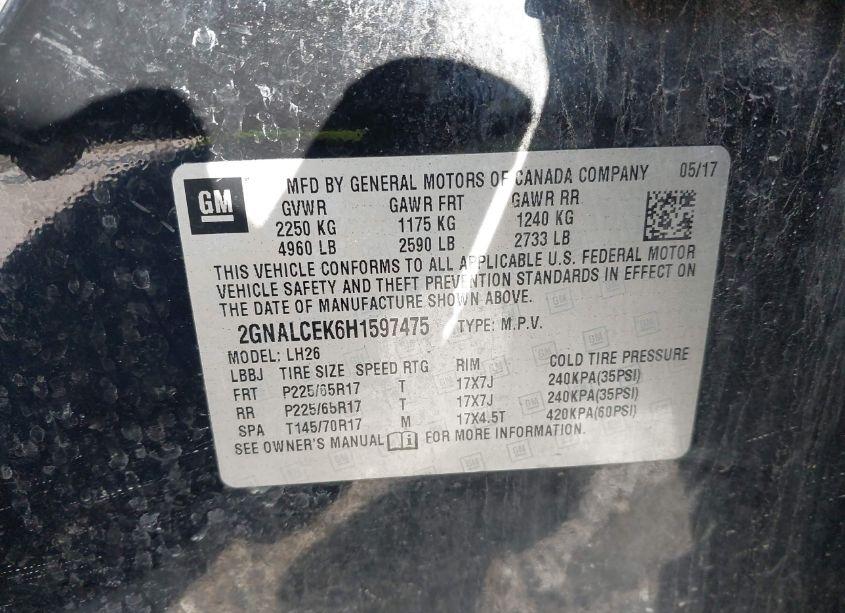 GM
MFD BY GENERAL MOTORS OF CANADA COMPANY 05/17
GVWR GAWR FRT GAWR RR
2250 KG 1175 KG 1240 KG
4960 LB 2590 LB 2733 LB
THIS VEHICLE CONFORMS TO ALL APPLICABLE U.S. FEDERAL MOTOR
VEHICLE SAFETY AND THEFT PREVENTION STANDARDS IN EFFECT ON
THE DATE OF MANUFACTURE SHOWN ABOVE.
2GNALCEK6H1597475 TYPE: M.P.V.
MODEL: LH26
LBBJ TIRE SIZE SPEED RTG RIM COLD TIRE PRESSURE
FRT P225/65R17 T 17X7J 240KPA(35PSI)
RR P225/65R17 T 17X7J 240KPA(35PSI)
SPA T145/70R17 M 17X4.5T 420KPA(60PSI)
SEE OWNER'S MANUAL FOR MORE INFORMATION.